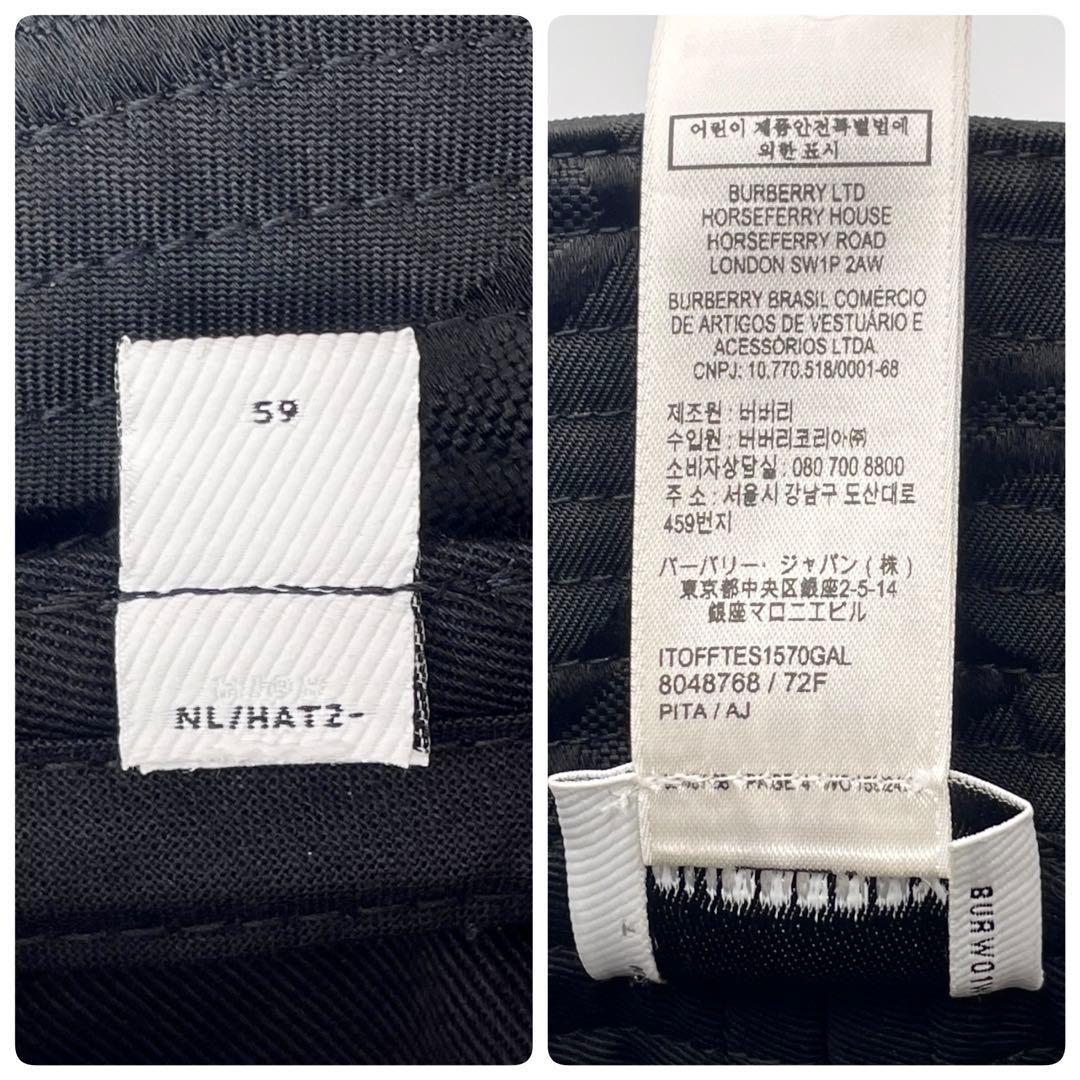 59
NL/HAT2-
어린이 제품안전특별법에
의한 표시
BURBERRY LTD
HORSEFERRY HOUSE
HORSEFERRY ROAD
LONDON SW1P 2AW
BURBERRY BRASIL COMÉRCIO
DE ARTIGOS DE VESTUÁRIO E
ACESSÓRIOS LTDA
CNPJ: 10.770.518/0001-68
제조원 : 버버리
수입원 : 버버리코리아㈜
소비자상담실 : 080 700 8800
주 소 : 서울시 강남구 도산대로
459번지
バーバリー・ジャパン(株)
東京都中央区銀座2-5-14
銀座マロニエビル
ITOFFTES1570GAL
8048768 / 72F
PITA / AJ
PAGE 4
BURW01W